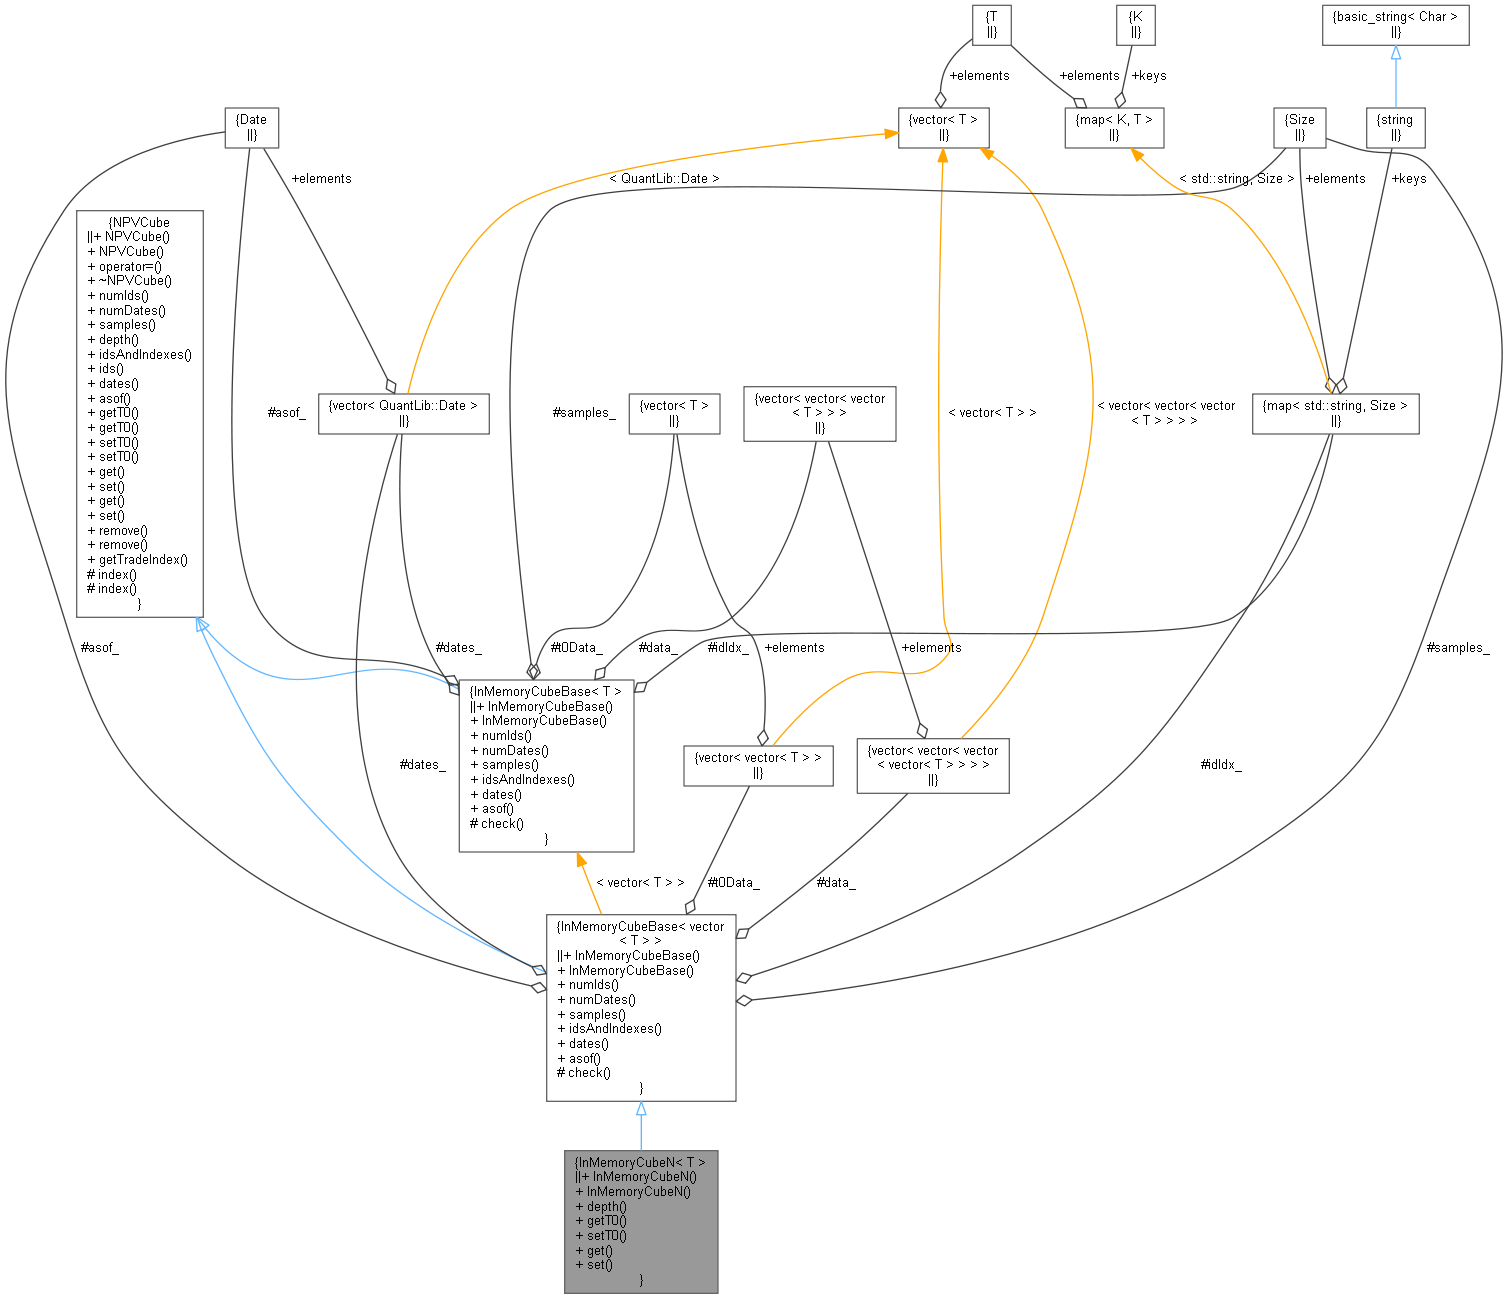 {T
||}
{K
||}
{basic_string< Char >
||}
+elements
+elements
+keys
{Date
||}
{vector< T >
||}
{map< K, T >
||}
{Size
||}
{string
||}
+elements
< QuantLib::Date >
< std::string, Size >
+elements
+keys
{NPVCube
||+ NPVCube()
+ NPVCube()
+ operator=()
+ ~NPVCube()
+ numIds()
+ numDates()
+ samples()
+ depth()
+ idsAndIndexes()
+ ids()
+ dates()
+ asof()
+ getT0()
+ getT0()
+ setT0()
+ setT0()
+ get()
+ set()
+ get()
+ set()
+ remove()
+ remove()
+ getTradeIndex()
# index()
# index()
}
#asof_
{vector< QuantLib::Date >
||}
#samples_
{vector< T >
||}
{vector< vector< vector
< T > > >
||}
< vector< T > >
< vector< vector< vector
< T > > > >
{map< std::string, Size >
||}
#asof_
#dates_
#t0Data_
#data_
#idIdx_
+elements
+elements
#samples_
{InMemoryCubeBase< T >
||+ InMemoryCubeBase()
+ InMemoryCubeBase()
+ numIds()
+ numDates()
+ samples()
+ idsAndIndexes()
+ dates()
+ asof()
# check()
}
#dates_
{vector< vector< T > >
||}
{vector< vector< vector
< vector< T > > > >
||}
#idIdx_
< vector< T > >
#t0Data_
#data_
{InMemoryCubeBase< vector
< T > >
||+ InMemoryCubeBase()
+ InMemoryCubeBase()
+ numIds()
+ numDates()
+ samples()
+ idsAndIndexes()
+ dates()
+ asof()
# check()
}
{InMemoryCubeN< T >
||+ InMemoryCubeN()
+ InMemoryCubeN()
+ depth()
+ getT0()
+ setT0()
+ get()
+ set()
}